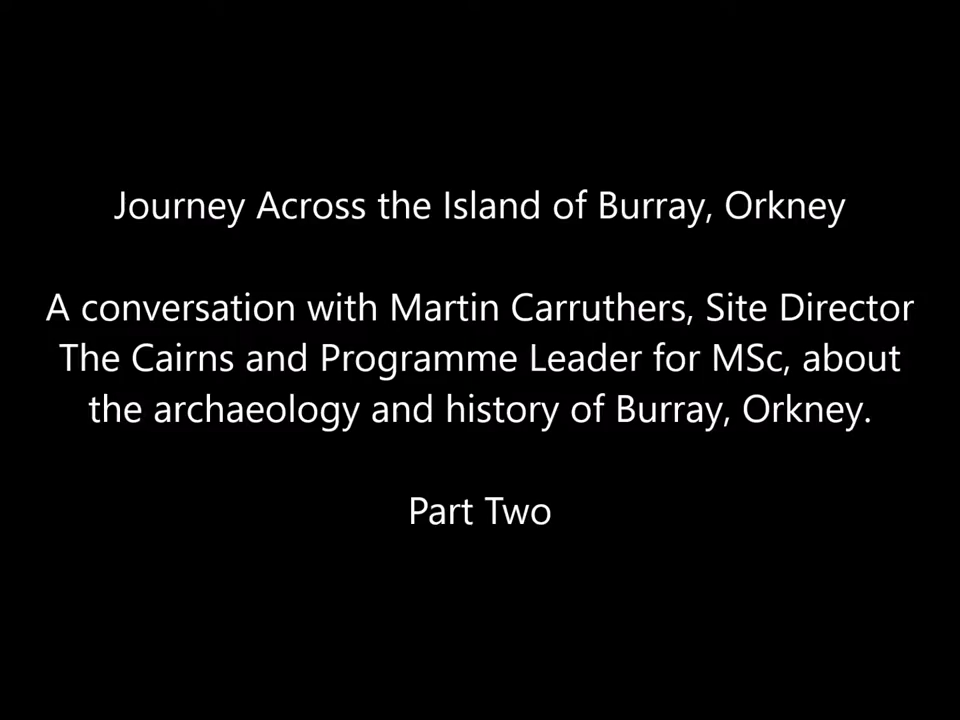 Journey Across the Island of Burray, Orkney
A conversation with Martin Carruthers, Site Director
The Cairns and Programme Leader for MSc, about
the archaeology and history of Burray, Orkney.
Part Two